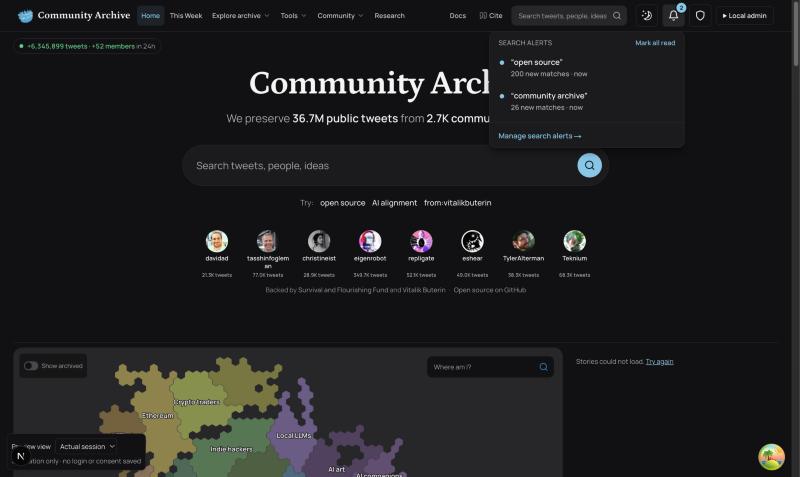 Community Archive
Home
This Week
Explore archive
Tools
Community
Research
Docs
Cite
Search tweets, people, ideas
2
Local admin
+6,345,899 tweets · +52 members in 24h
SEARCH ALERTS
Mark all read
"open source"
200 new matches · now
"community archive"
26 new matches · now
Manage search alerts →
Community Arch
We preserve 36.7M public tweets from 2.7K commu
Search tweets, people, ideas
Try: open source AI alignment from:vitalikbuterin
davidad
21.3K tweets
tasshinfogleman
77.0K tweets
christineist
28.9K tweets
eigenrobot
349.7K tweets
repligate
52.1K tweets
eshear
49.0K tweets
TylerAlterman
38.3K tweets
Teknium
68.3K tweets
Backed by Survival and Flourishing Fund and Vitalik Buterin · Open source on GitHub
Show archived
Where am I?
Stories could not load. Try again
Crypto traders
Ethereum
Local LLMs
Indie hackers
AI art
AI companions
view
Actual session
ation only · no login or consent saved
N